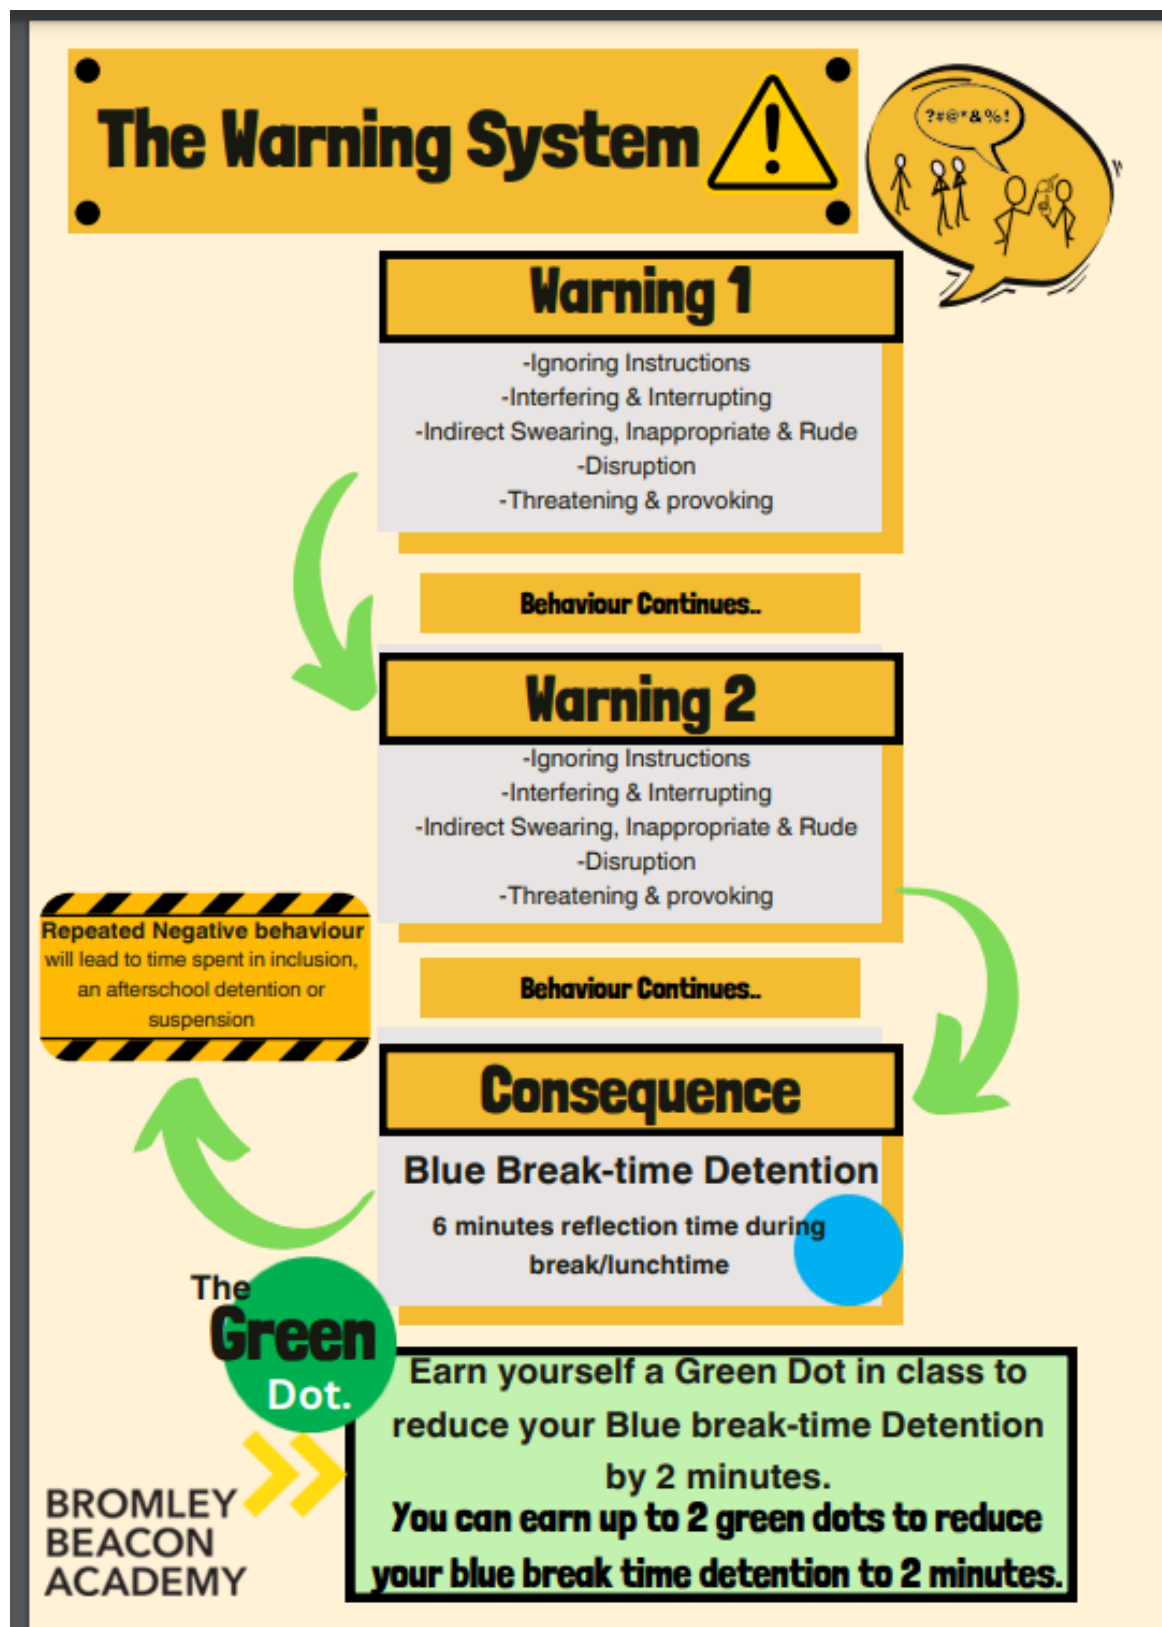 The Warning System
?#@*&%!
Warning 1
-Ignoring Instructions
-Interfering & Interrupting
-Indirect Swearing, Inappropriate & Rude
-Disruption
-Threatening & provoking
Behaviour Continues..
Warning 2
-Ignoring Instructions
-Interfering & Interrupting
-Indirect Swearing, Inappropriate & Rude
-Disruption
-Threatening & provoking
Behaviour Continues..
Consequence
Blue Break-time Detention
6 minutes reflection time during
break/lunchtime
Repeated Negative behaviour
will lead to time spent in inclusion,
an afterschool detention or
suspension
The
Green
Dot.
Earn yourself a Green Dot in class to
reduce your Blue break-time Detention
by 2 minutes.
You can earn up to 2 green dots to reduce
your blue break time detention to 2 minutes.
BROMLEY
BEACON
ACADEMY